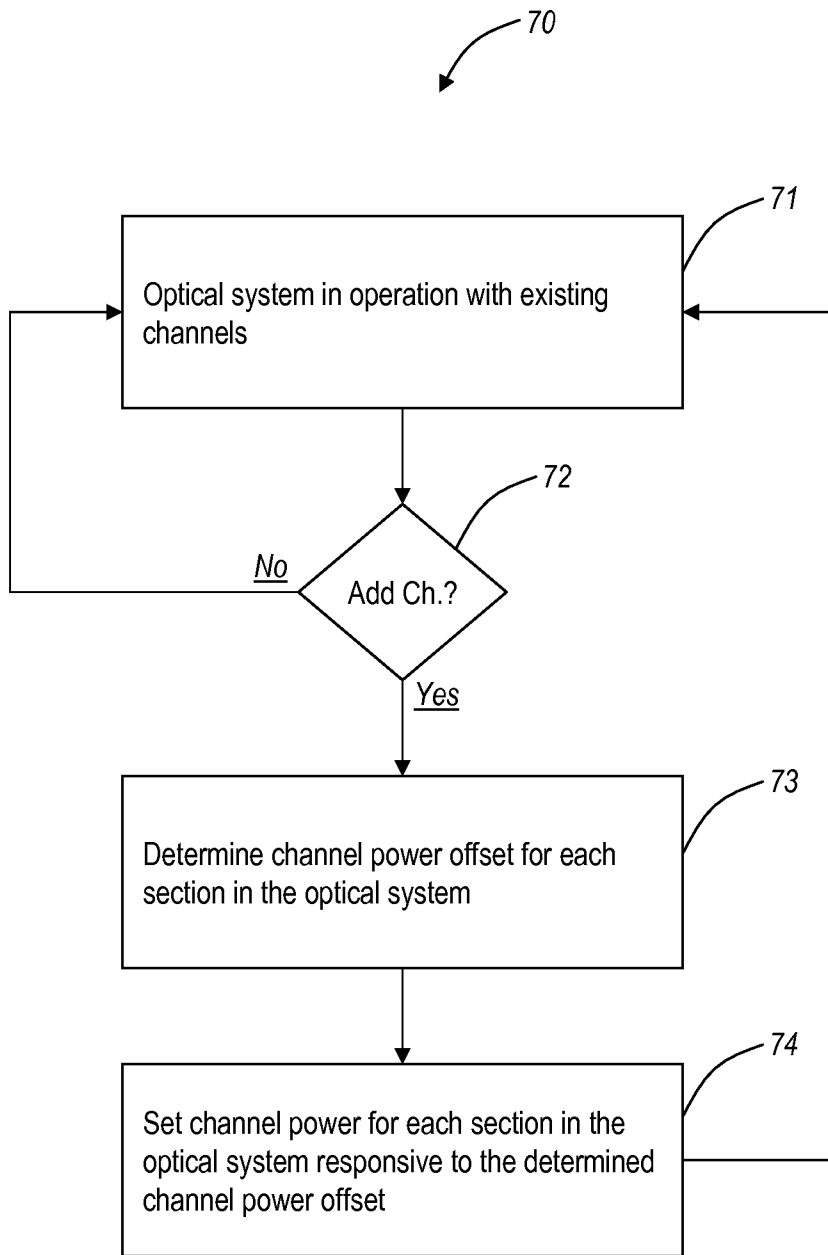 70
71
Optical system in operation with existing
channels
72
No
Add Ch.?
Yes
73
Determine channel power offset for each
section in the optical system
74
Set channel power for each section in the
optical system responsive to the determined
channel power offset